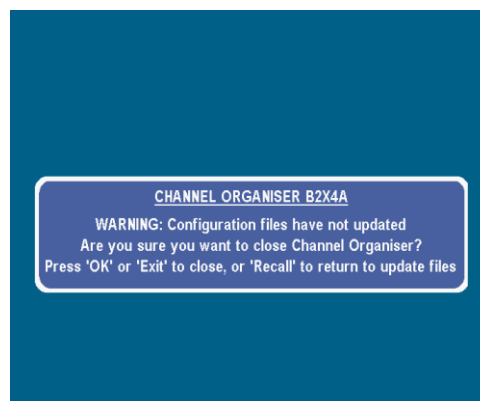 CHANNEL ORGANISER B2X4A
WARNING: Configuration files have not updated
Are you sure you want to close Channel Organiser?
Press 'OK' or 'Exit' to close, or 'Recall' to return to update files